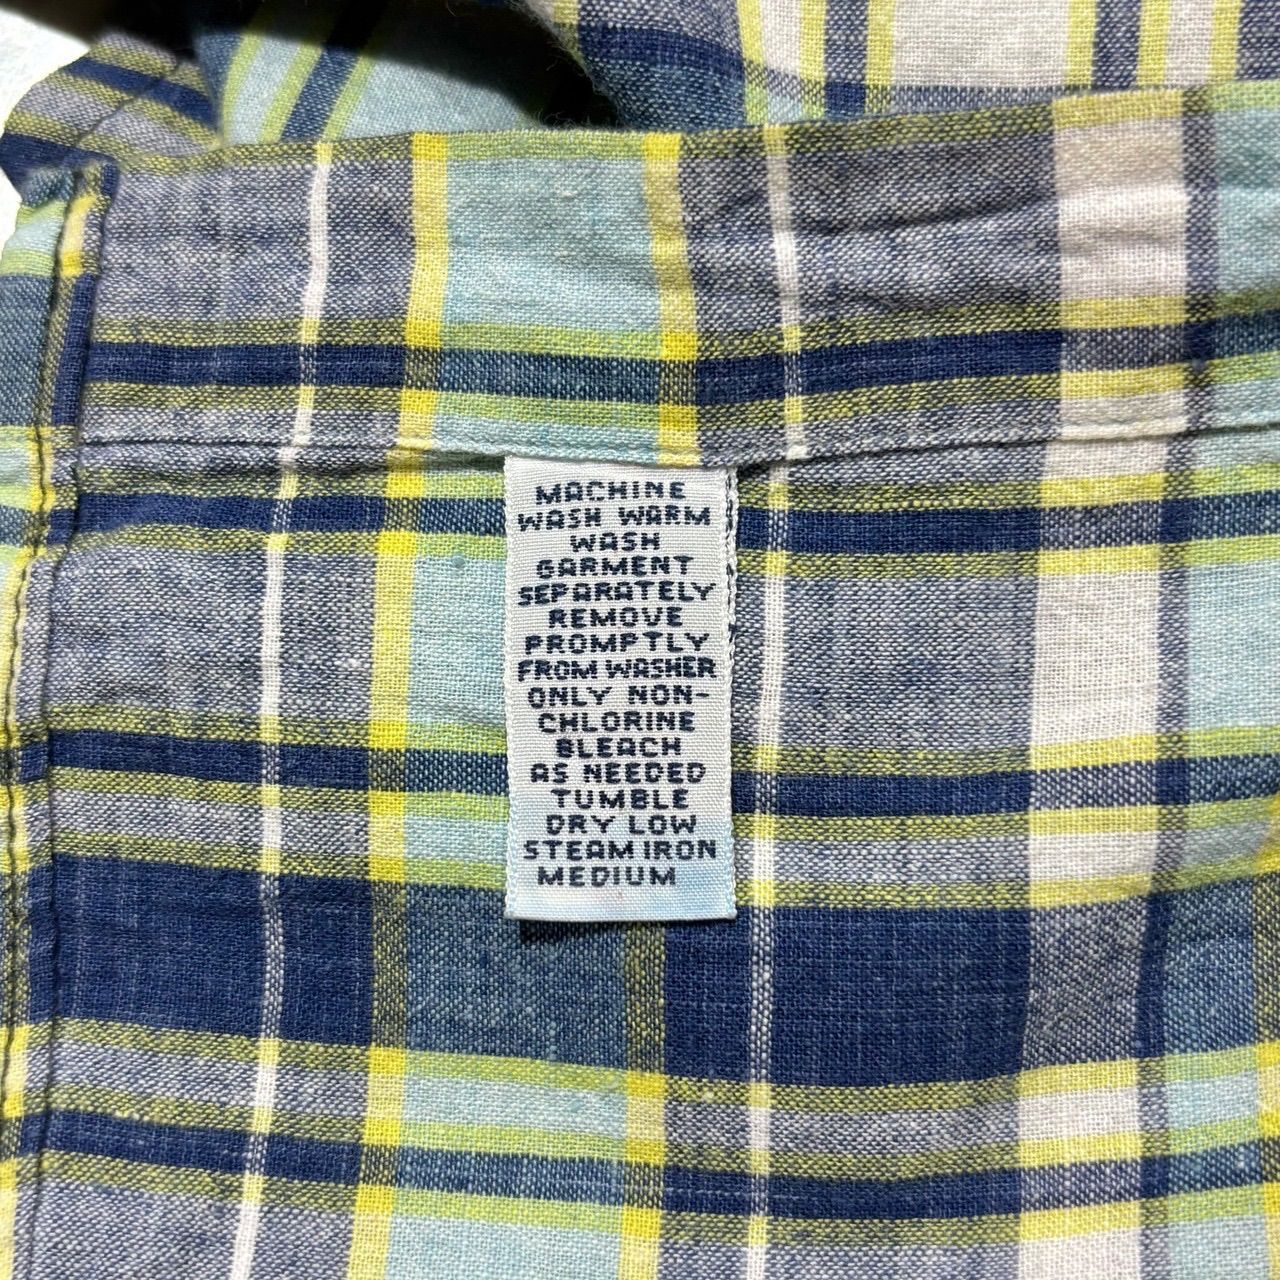 MACHINE
WASH WARM
WASH
GARMENT
SEPARATELY
REMOVE
PROMPTLY
FROM WASHER
ONLY NON-
CHLORINE
BLEACH
AS NEEDED
TUMBLE
DRY LOW
STEAM IRON
MEDIUM